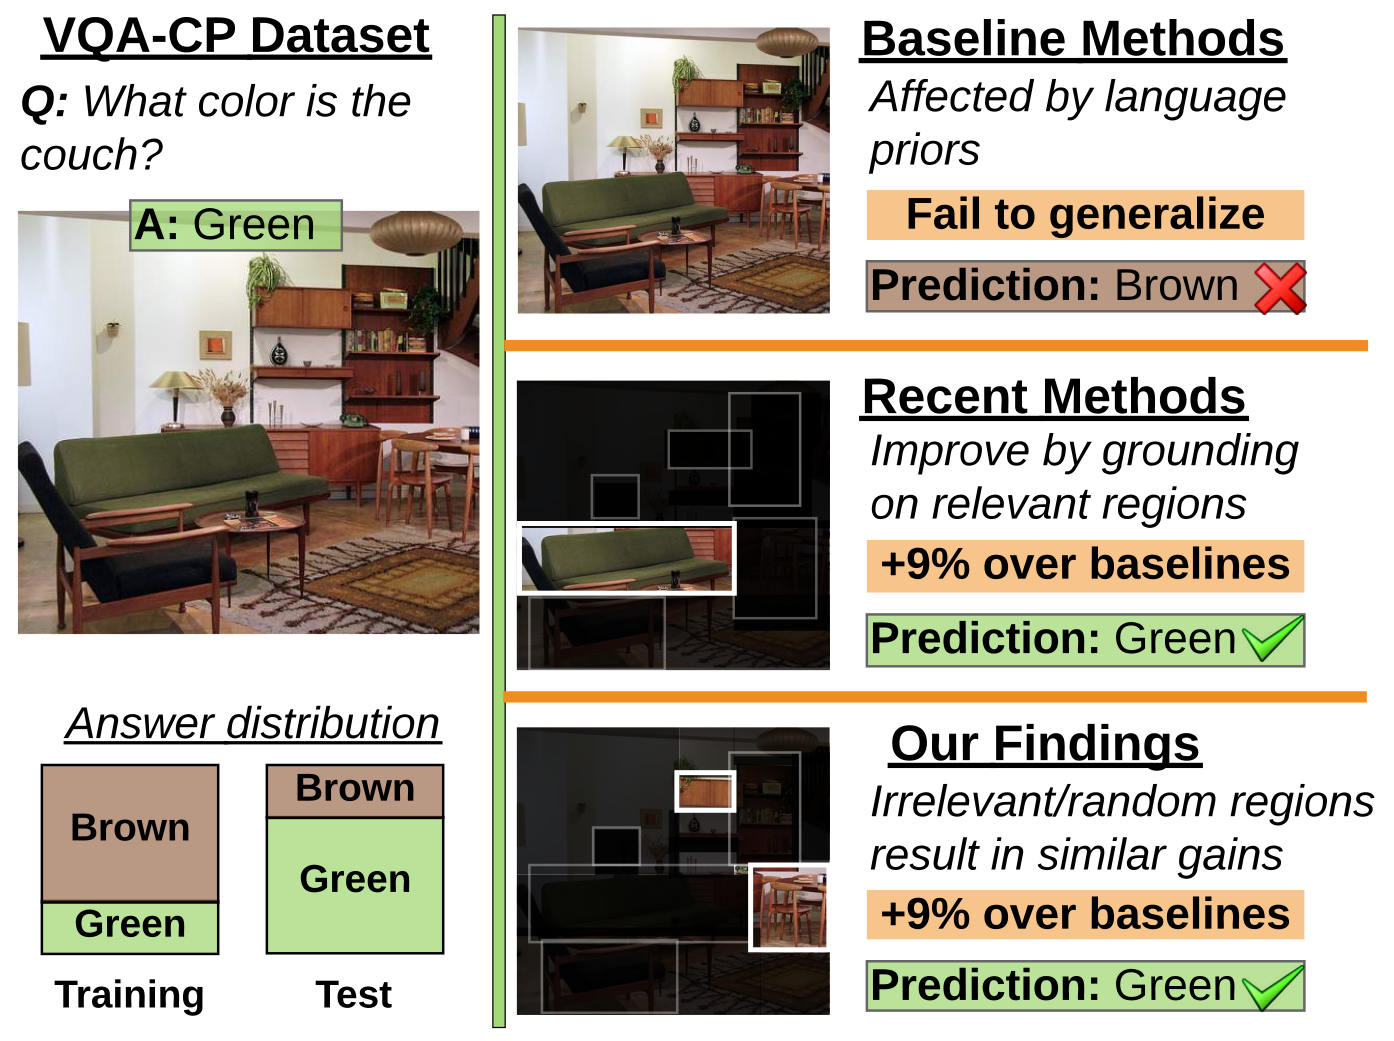 VQA-CP Dataset
Q: What color is the
couch?
A: Green
Answer distribution
Brown
Green
Training
Brown
Green
Test
Baseline Methods
Affected by language
priors
Fail to generalize
Prediction: Brown
Recent Methods
Improve by grounding
on relevant regions
+9% over baselines
Prediction: Green
Our Findings
Irrelevant/random regions
result in similar gains
+9% over baselines
Prediction: Green